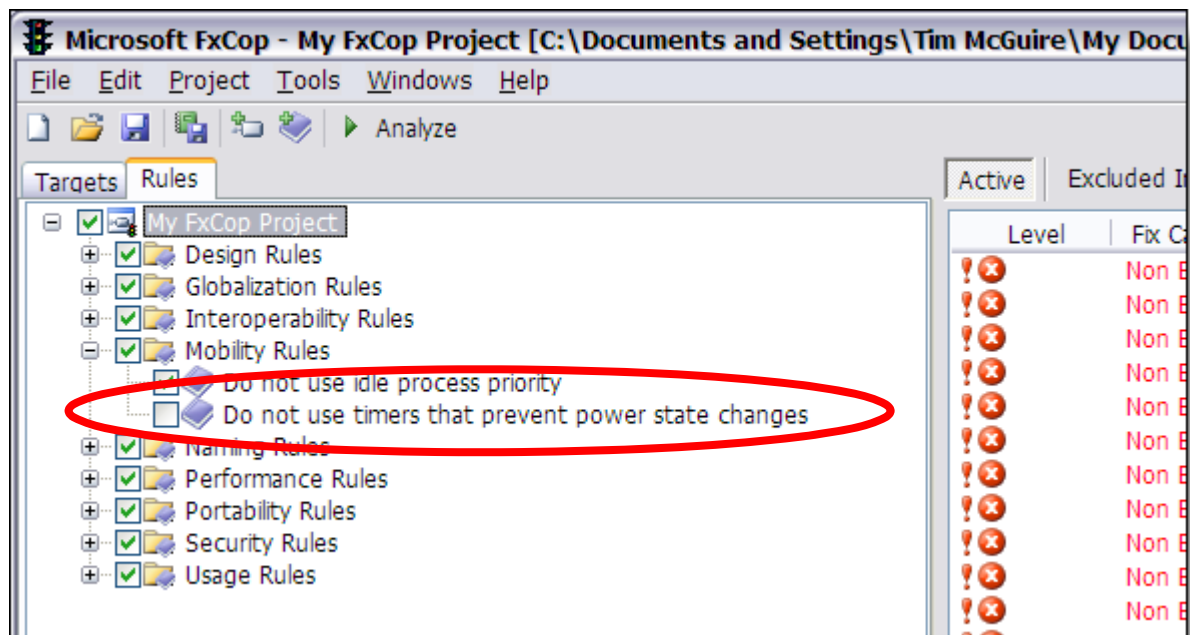 Microsoft FxCop - My FxCop Project [C:\Documents and Settings\Tim McGuire\My Docu
File Edit Project Tools Windows Help
Analyze
Targets Rules
Active Excluded I
My FxCop Project
Level Fix Ca
Design Rules
Non E
Globalization Rules
Non E
Interoperability Rules
Non E
Mobility Rules
Non E
Do not use idle process priority
Non E
Do not use timers that prevent power state changes
Non E
Naming Rules
Non E
Performance Rules
Non E
Portability Rules
Non E
Security Rules
Non E
Usage Rules
Non E